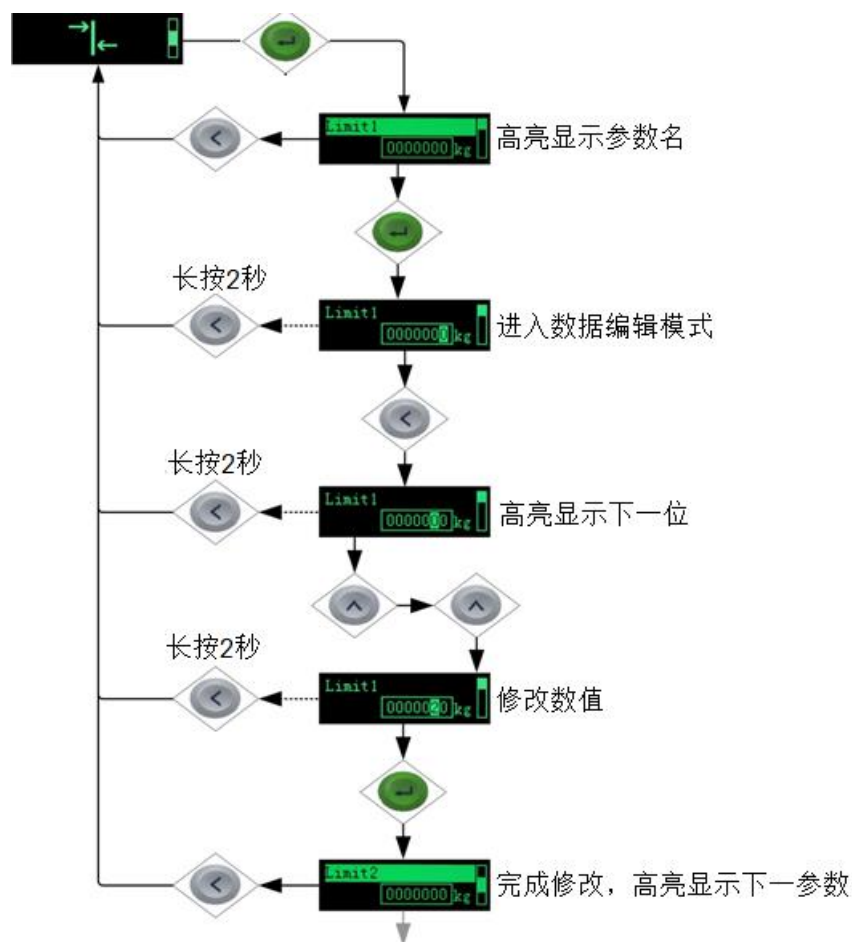 Limit1
0000000 kg
高亮显示参数名
长按2秒
Limit1
0000000 kg
进入数据编辑模式
长按2秒
Limit1
0000000 kg
高亮显示下一位
长按2秒
Limit1
0000020 kg
修改数值
Limit2
0000000 kg
完成修改，高亮显示下一参数